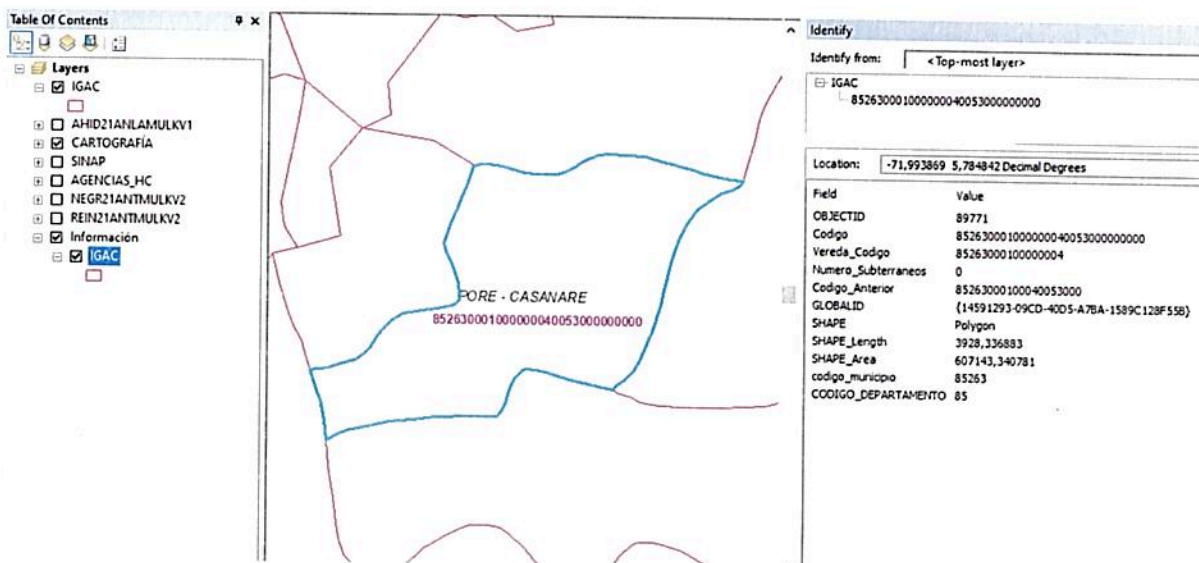 Table Of Contents
Layers
IGAC
AHID21ANLAMULKV1
CARTOGRAFÍA
SINAP
AGENCIAS_HC
NEGR21ANTMULKV2
REIN21ANTMULKV2
Información
IGAC
PORE - CASANARE
852630001000000040053000000000
Identify
Identify from: <Top-most layer>
IGAC
852630001000000040053000000000
Location: -71,993869 5,784842 Decimal Degrees
Field Value
OBJECTID 89771
Codigo 852630001000000040053000000000
Vereda_Codigo 85263000100000004
Numero_Subterraneos 0
Codigo_Anterior 85263000100040053000
GLOBALID {14591293-09CD-40D5-A7BA-1589C128F55B}
SHAPE Polygon
SHAPE_Length 3928,336883
SHAPE_Area 607143,340781
codigo_municipio 85263
CODIGO_DEPARTAMENTO 85